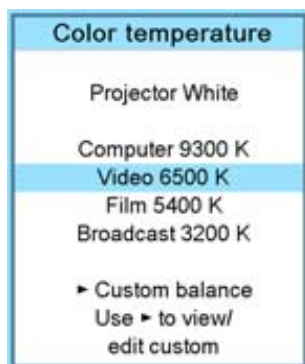 Color temperature
Projector White
Computer 9300 K
Video 6500 K
Film 5400 K
Broadcast 3200 K
► Custom balance
Use ► to view/
edit custom